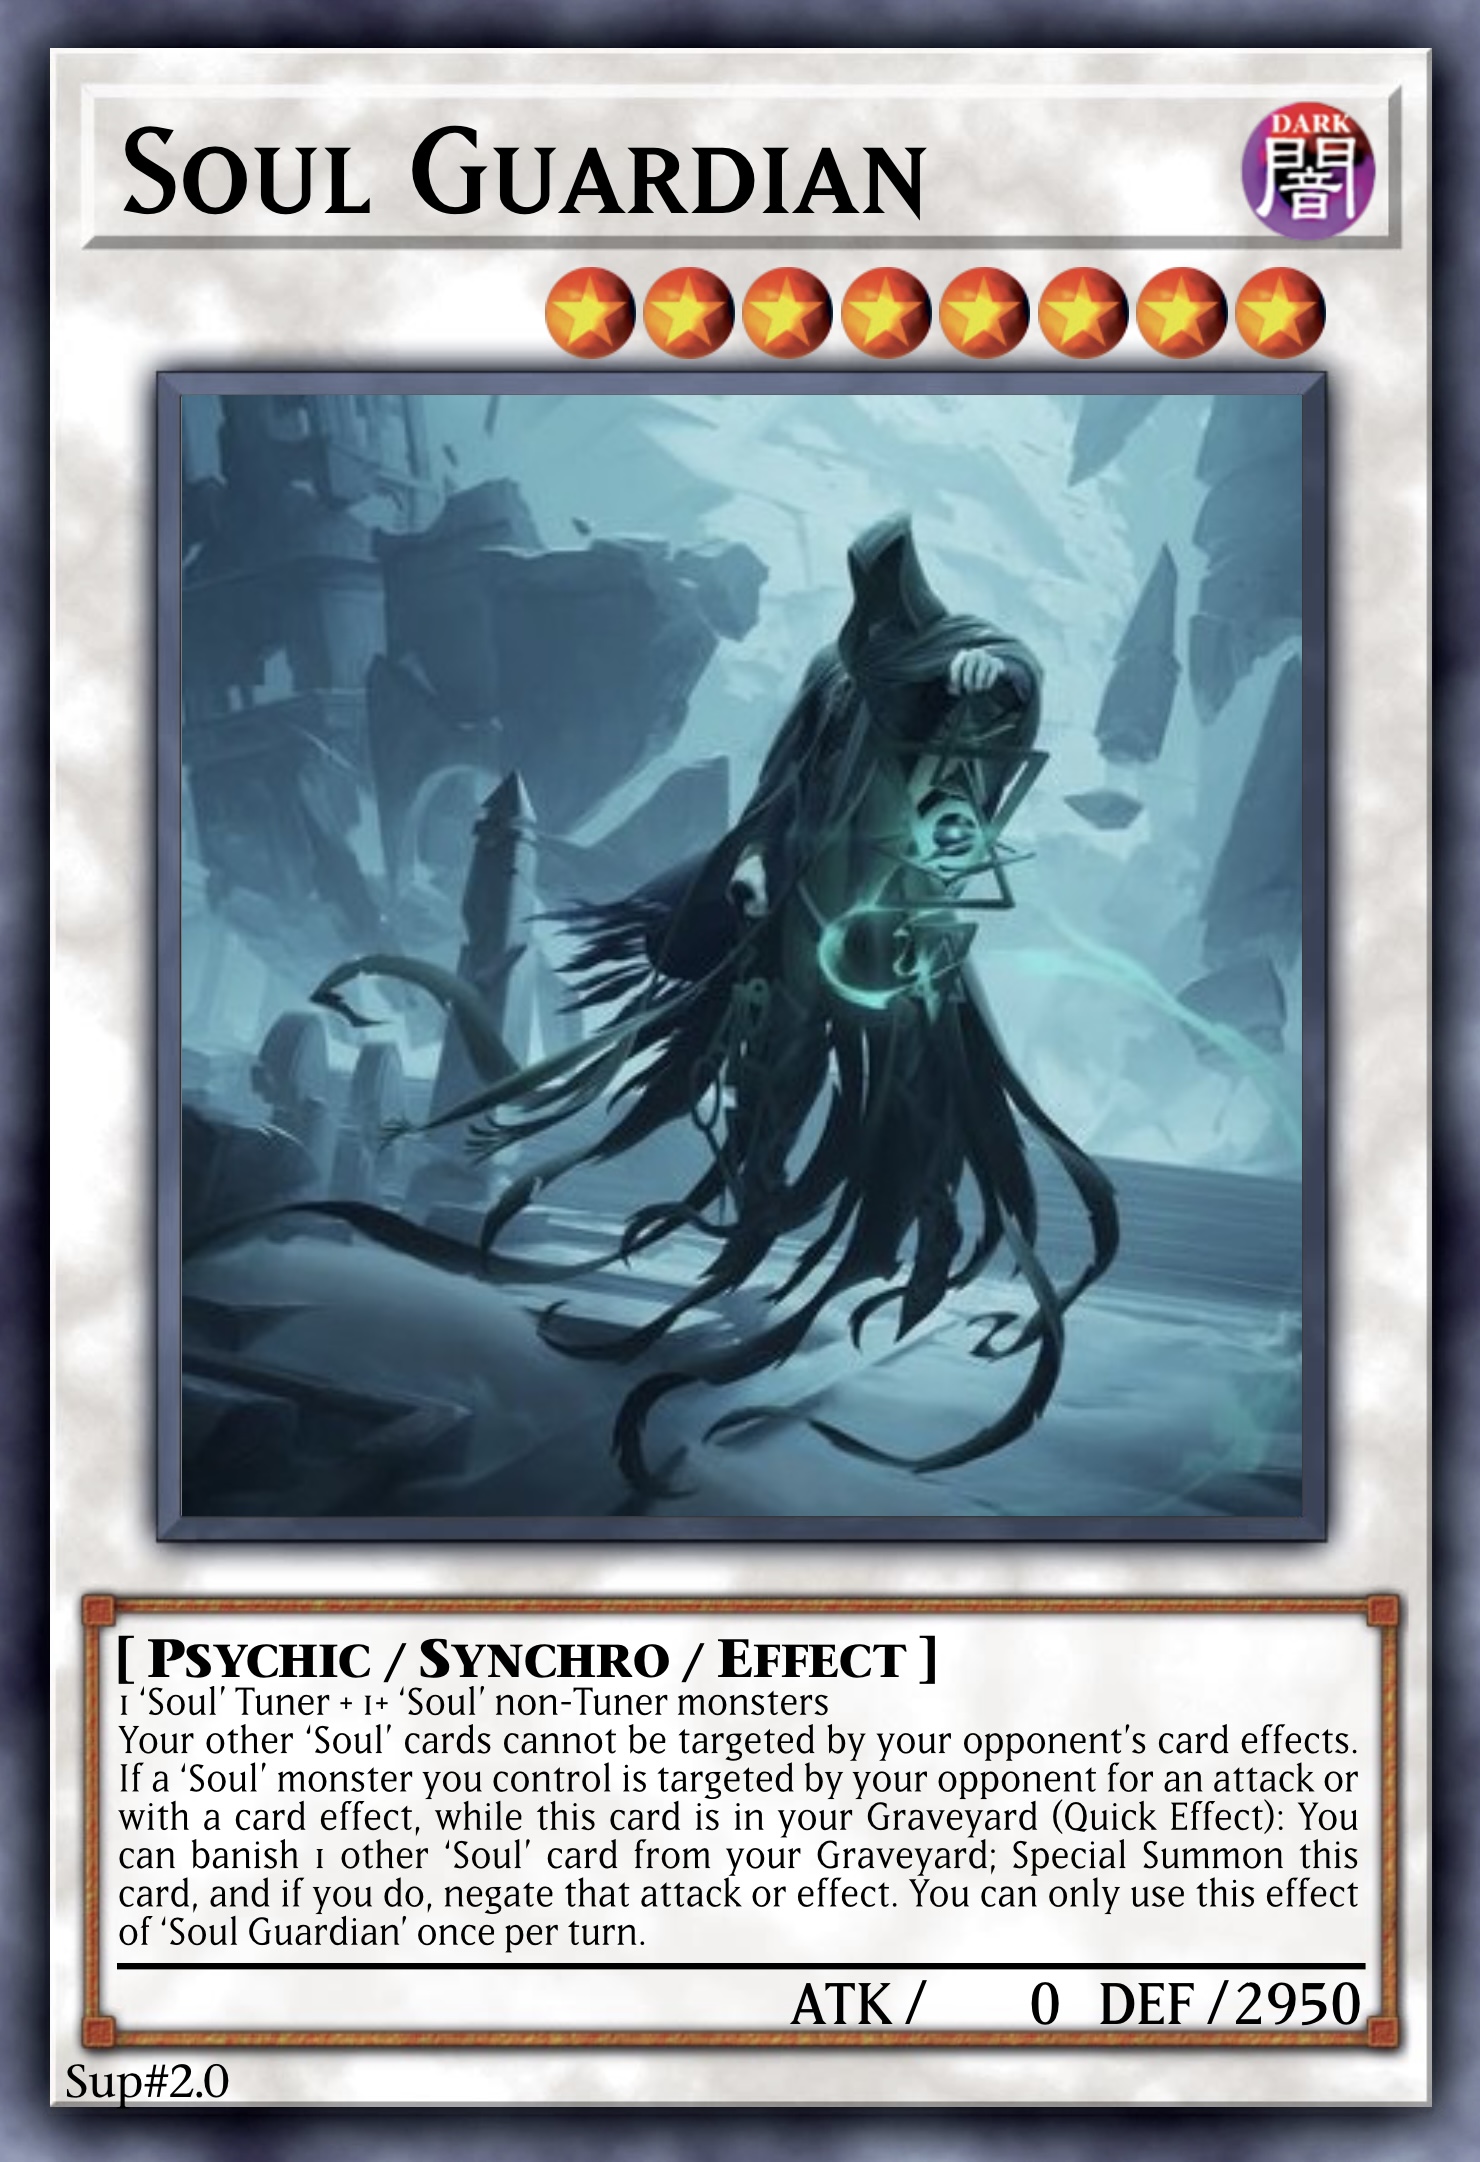 Soul Guardian
DARK
闇
[ Psychic / Synchro / Effect ]
1 ‘Soul’ Tuner + 1+ ‘Soul’ non-Tuner monsters
Your other ‘Soul’ cards cannot be targeted by your opponent's card effects.
If a ‘Soul’ monster you control is targeted by your opponent for an attack or
with a card effect, while this card is in your Graveyard (Quick Effect): You
can banish 1 other ‘Soul’ card from your Graveyard; Special Summon this
card, and if you do, negate that attack or effect. You can only use this effect
of ‘Soul Guardian’ once per turn.
ATK / 0 DEF /2950
Sup#2.0